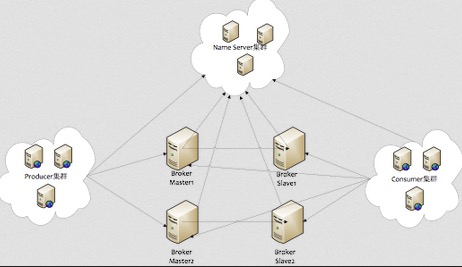 Name Server集群
Producer集群
Broker
Master1
Broker
Slave1
Consumer集群
Broker
Master2
Broker
Slave2